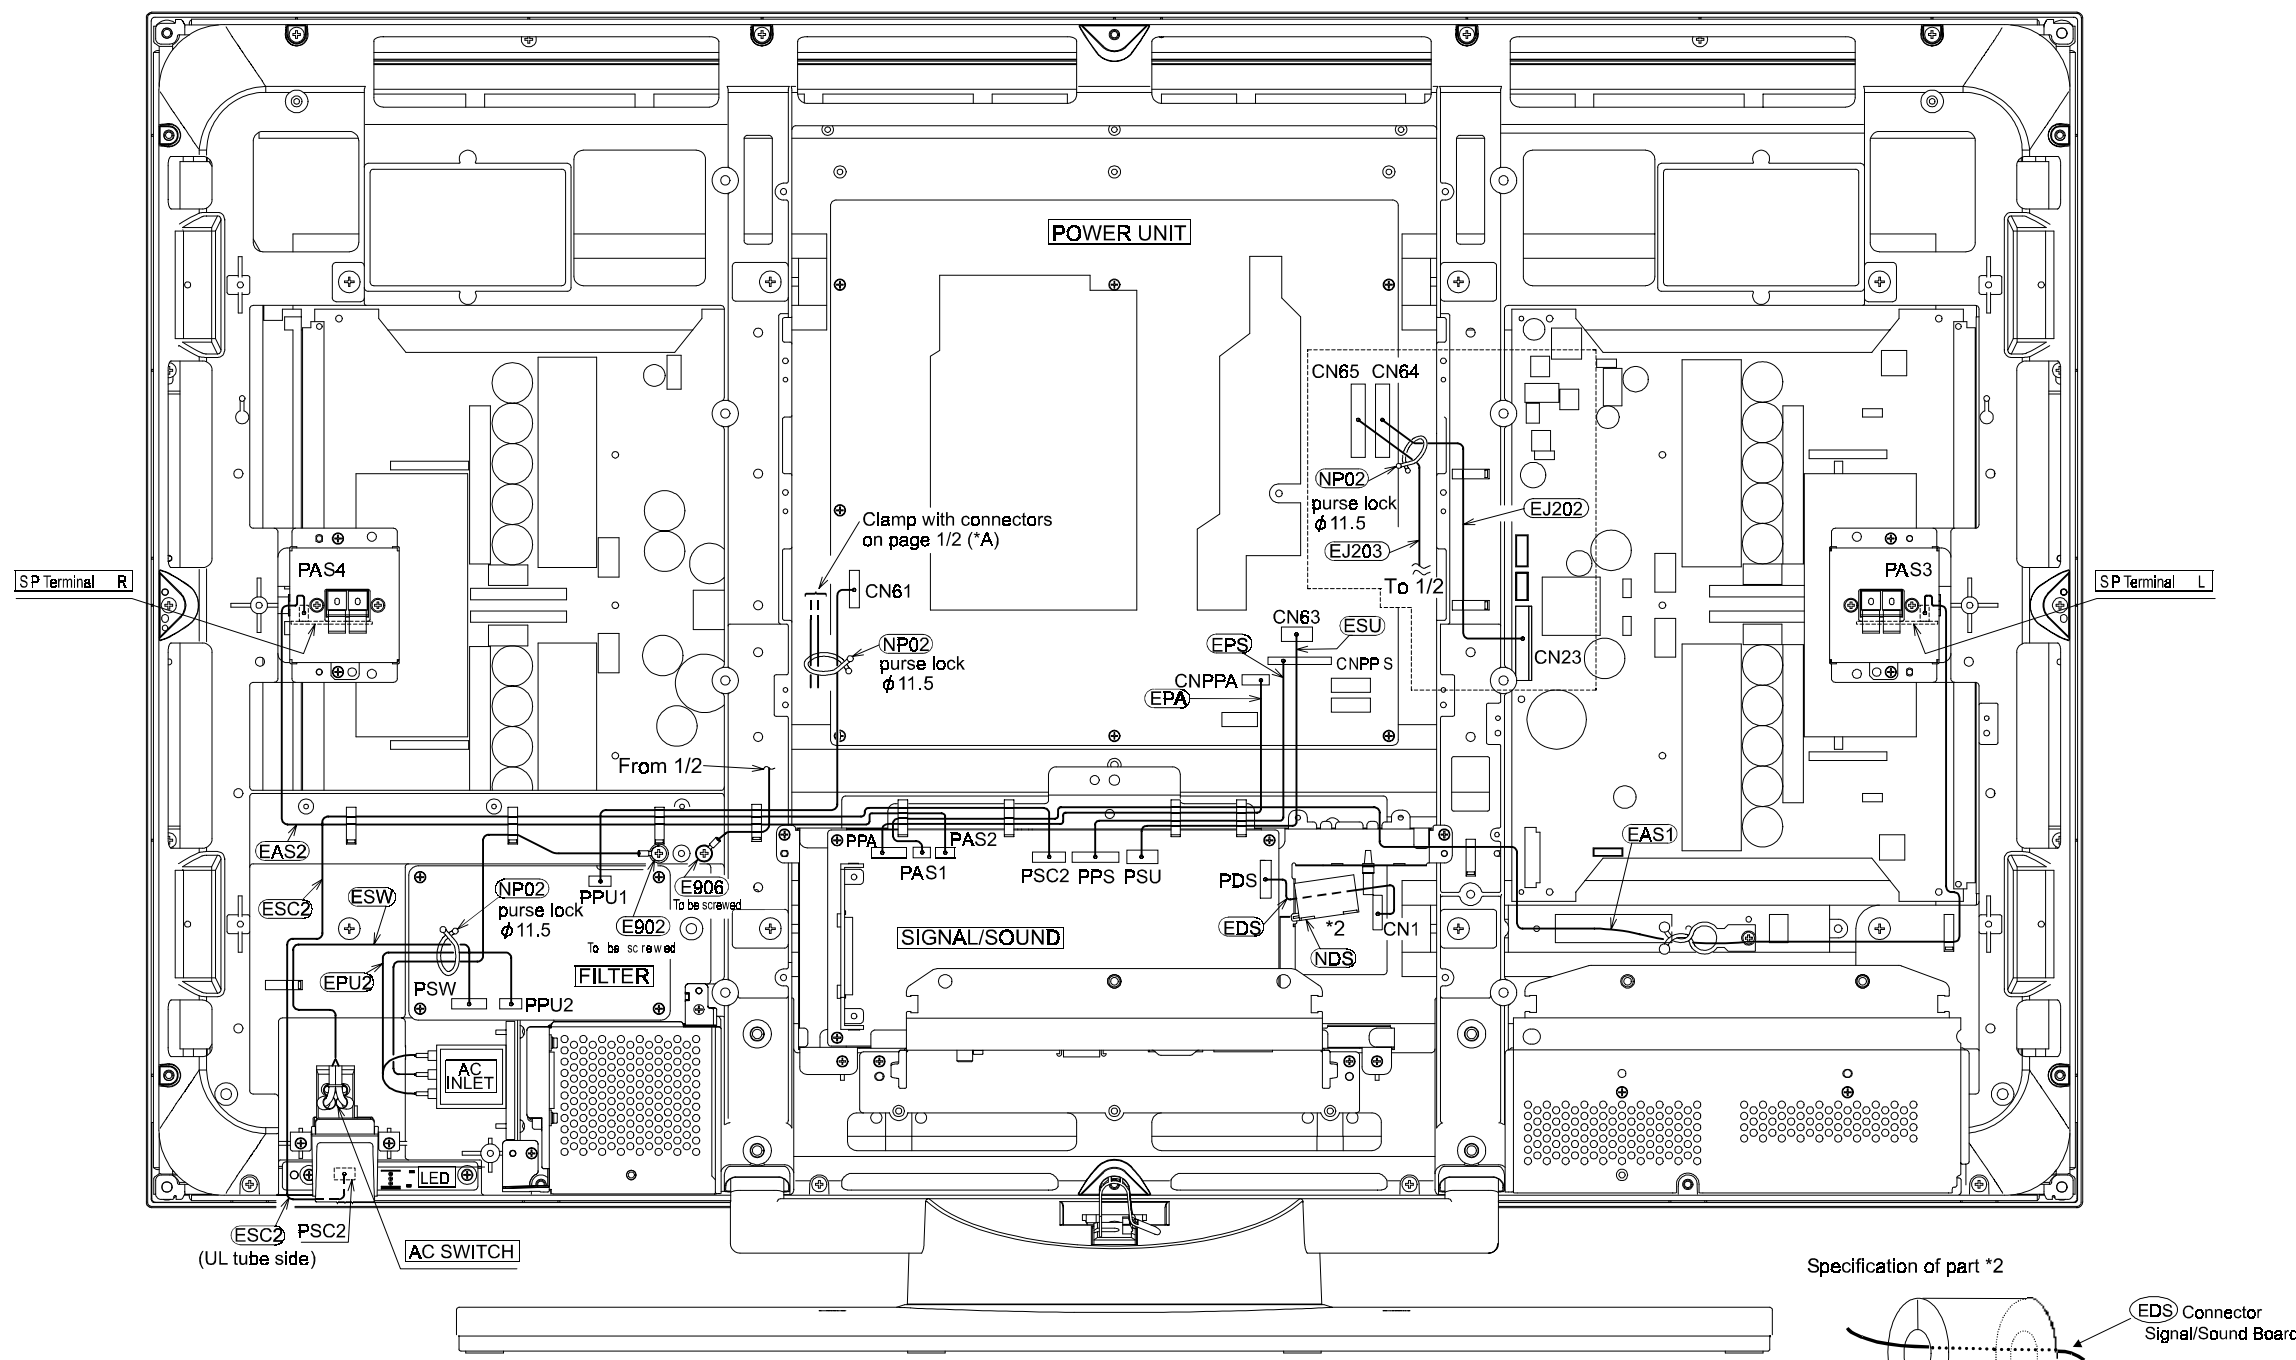 POWER UNIT
CN65 CN64
NP02
purse lock
ϕ 11.5
EJ202
EJ203
To 1/2
Clamp with connectors
on page 1/2 (*A)
CN61
NP02
purse lock
ϕ 11.5
PAS4
SP Terminal R
PAS3
SP Terminal L
CN63
ESU
EPS
CNPPS
CNPPA
EPA
CN23
From 1/2
EAS2
EAS1
PPA
PAS2
PAS1
PSC2 PPS PSU
PDS
EDS
*2
CN1
NDS
SIGNAL/SOUND
ESC2
ESW
NP02
purse lock
ϕ 11.5
PPU1
E906
To be screwed
E902
To be screwed
FILTER
EPU2
PSW
PPU2
AC
INLET
LED
ESC2
(UL tube side)
PSC2
AC SWITCH
Specification of part *2
EDS Connector
Signal/Sound Board